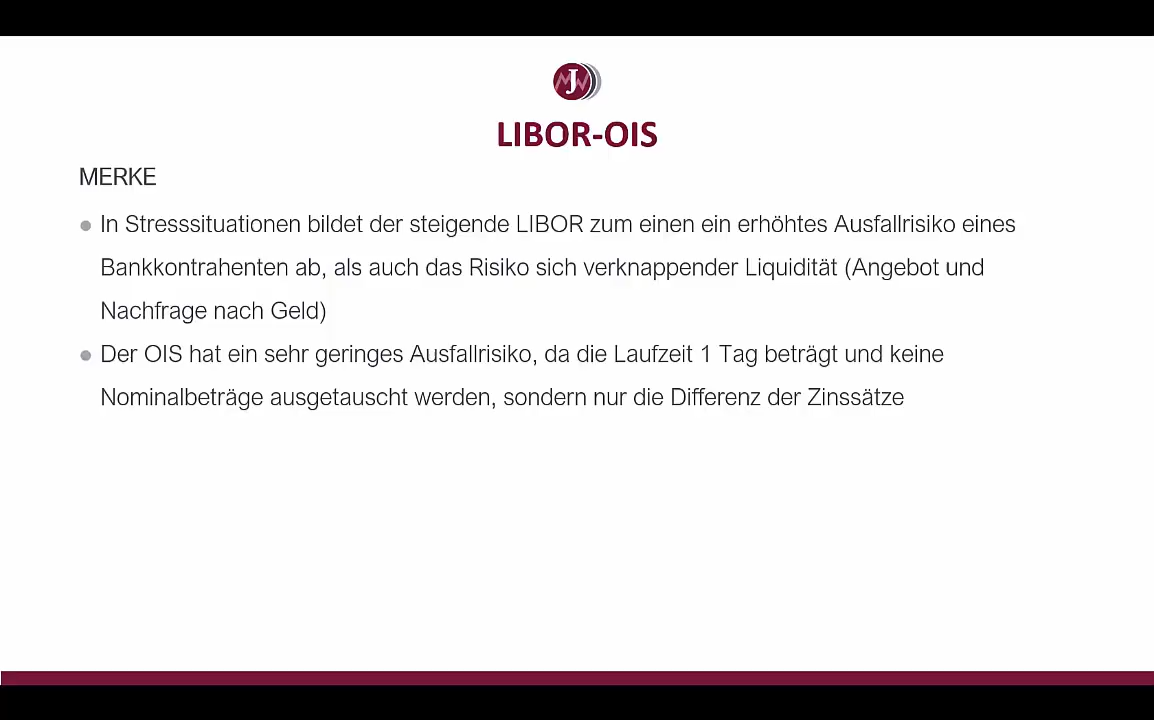 J
LIBOR-OIS
MERKE
In Stresssituationen bildet der steigende LIBOR zum einen ein erhöhtes Ausfallrisiko eines
Bankkontrahenten ab, als auch das Risiko sich verknappender Liquidität (Angebot und
Nachfrage nach Geld)
Der OIS hat ein sehr geringes Ausfallrisiko, da die Laufzeit 1 Tag beträgt und keine
Nominalbeträge ausgetauscht werden, sondern nur die Differenz der Zinssätze